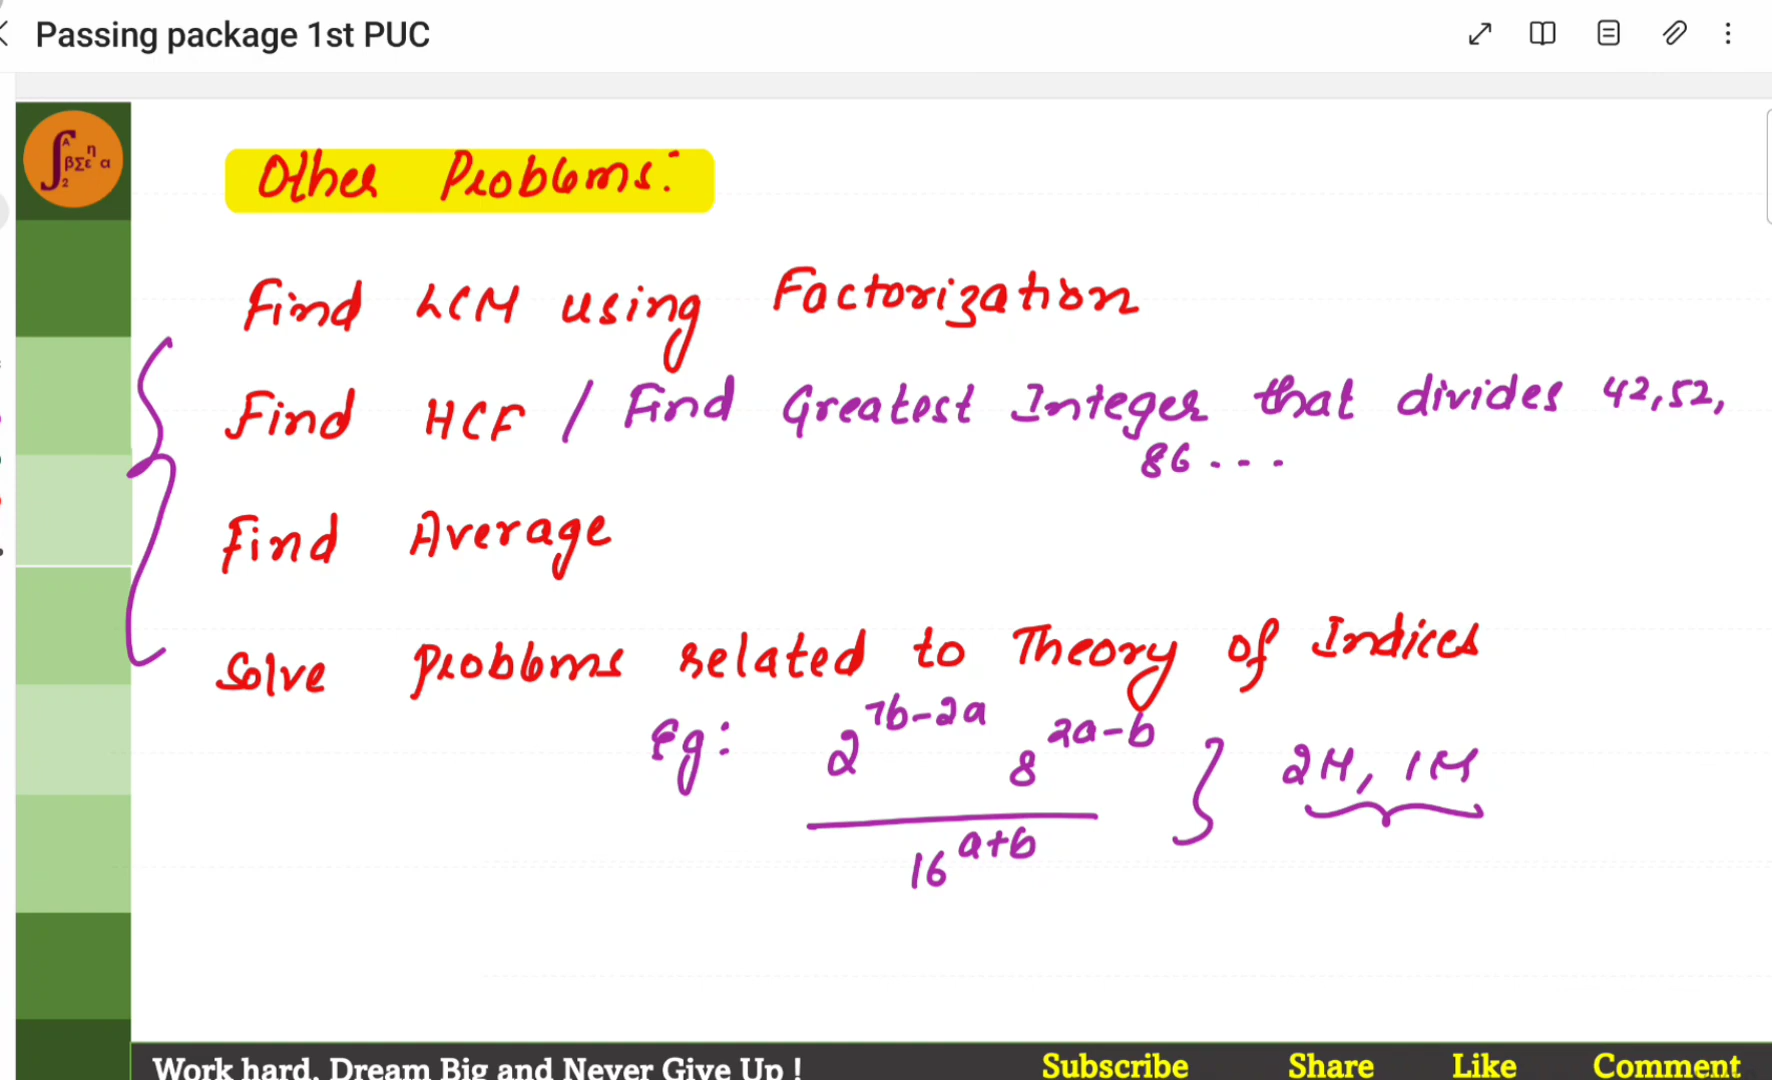 Passing package 1st PUC
Other Problems:
Find LCM using Factorization
Find HCF / Find Greatest Integer that divides 42,52,
86...
Find Average
Solve problems related to Theory of Indices
Eg: 2^{7b-2a} 8^{2a-b} } 2M, 1M
16^{a+b}
Work hard, Dream Big and Never Give Up !
Subscribe Share Like Comment